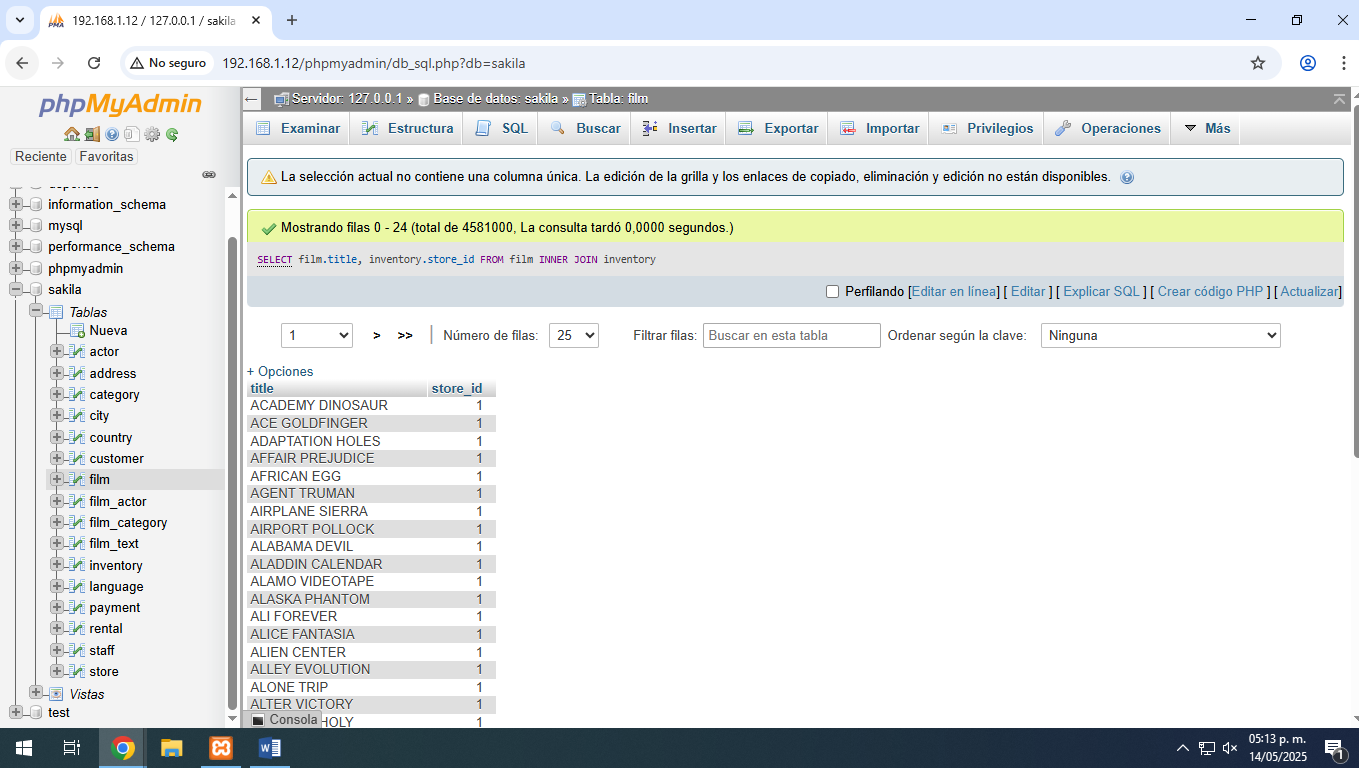 192.168.1.12 / 127.0.0.1 / sakila
No seguro
192.168.1.12/phpmyadmin/db_sql.php?db=sakila
phpMyAdmin
Reciente
Favoritas
information_schema
mysql
performance_schema
phpmyadmin
sakila
Tablas
Nueva
actor
address
category
city
country
customer
film
film_actor
film_category
film_text
inventory
language
payment
rental
staff
store
Vistas
test
Servidor: 127.0.0.1 » Base de datos: sakila » Tabla: film
Examinar Estructura SQL Buscar Insertar Exportar Importar Privilegios Operaciones Más
La selección actual no contiene una columna única. La edición de la grilla y los enlaces de copiado, eliminación y edición no están disponibles.
Mostrando filas 0 - 24 (total de 4581000, La consulta tardó 0,0000 segundos.)
SELECT film.title, inventory.store_id FROM film INNER JOIN inventory
Perfilando [Editar en línea] [ Editar ] [ Explicar SQL ] [ Crear código PHP ] [ Actualizar]
1 > >> | Número de filas: 25 Filtrar filas: Buscar en esta tabla Ordenar según la clave: Ninguna
+ Opciones
title store_id
ACADEMY DINOSAUR 1
ACE GOLDFINGER 1
ADAPTATION HOLES 1
AFFAIR PREJUDICE 1
AFRICAN EGG 1
AGENT TRUMAN 1
AIRPLANE SIERRA 1
AIRPORT POLLOCK 1
ALABAMA DEVIL 1
ALADDIN CALENDAR 1
ALAMO VIDEOTAPE 1
ALASKA PHANTOM 1
ALI FOREVER 1
ALICE FANTASIA 1
ALIEN CENTER 1
ALLEY EVOLUTION 1
ALONE TRIP 1
ALTER VICTORY 1
HOLY 1
Consola
05:13 p. m.
14/05/2025
1